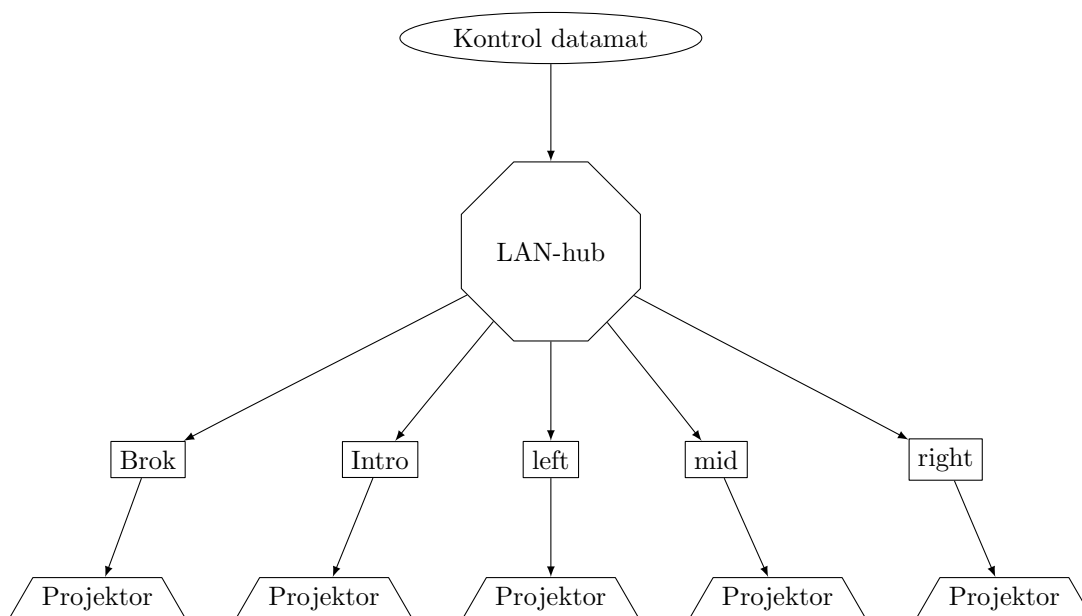 Kontrol datamat
LAN-hub
Brok
Intro
left
mid
right
Projektor
Projektor
Projektor
Projektor
Projektor